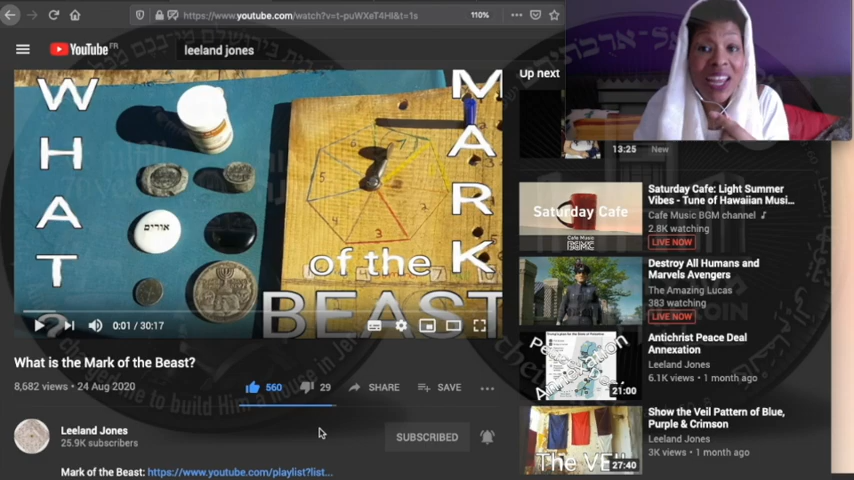 https://www.youtube.com/watch?v=t-puWXeT4HI&t=1s
110%
YouTube FR
leeland jones
Up next
WHAT
MARK
of the
BEAST
?
אורים
0:01 / 30:17
What is the Mark of the Beast?
8,682 views • 24 Aug 2020
560
29
SHARE
SAVE
Leeland Jones
25.9K subscribers
SUBSCRIBED
Mark of the Beast: https://www.youtube.com/playlist?list...
13:25
New
Saturday Cafe
Cafe Music
BGMC
Saturday Cafe: Light Summer
Vibes - Tune of Hawaiian Musi...
Cafe Music BGM channel
2.8K watching
LIVE NOW
Destroy All Humans and
Marvels Avengers
The Amazing Lucas
383 watching
LIVE NOW
21:00
Antichrist Peace Deal
Annexation
Leeland Jones
6.1K views • 1 month ago
The VEIL
27:40
Show the Veil Pattern of Blue,
Purple & Crimson
Leeland Jones
3K views • 1 month ago